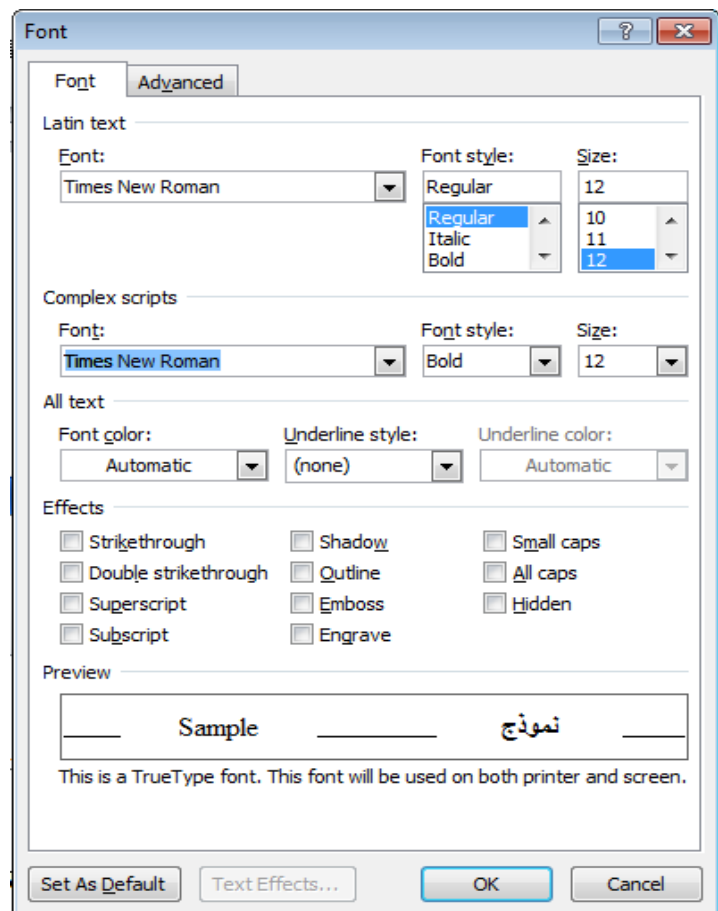 Font
Font Advanced
Latin text
Font: Font style: Size:
Times New Roman Regular 12
Regular 10
Italic 11
Bold 12
Complex scripts
Font: Font style: Size:
Times New Roman Bold 12
All text
Font color: Underline style: Underline color:
Automatic (none) Automatic
Effects
Strikethrough Shadow Small caps
Double strikethrough Outline All caps
Superscript Emboss Hidden
Subscript Engrave
Preview
Sample نموذج
This is a TrueType font. This font will be used on both printer and screen.
Set As Default Text Effects... OK Cancel